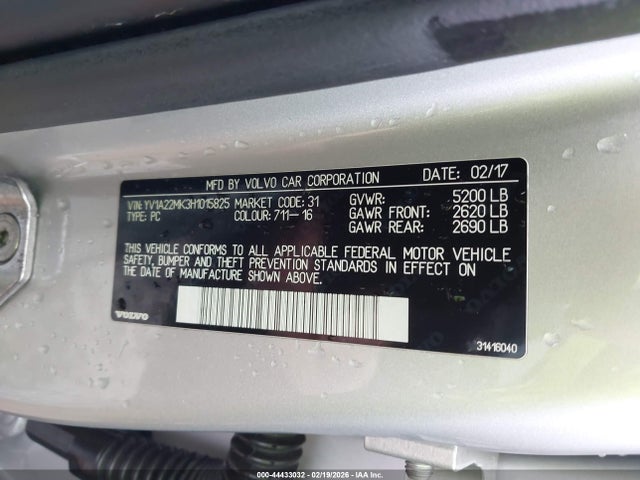 MFD BY VOLVO CAR CORPORATION DATE: 02/17
VIN:YV1A22MK3H1015825 MARKET CODE: 31 GVWR: 5200 LB
TYPE: PC COLOUR: 711-16 GAWR FRONT: 2620 LB
GAWR REAR: 2690 LB
THIS VEHICLE CONFORMS TO ALL APPLICABLE FEDERAL MOTOR VEHICLE
SAFETY, BUMPER AND THEFT PREVENTION STANDARDS IN EFFECT ON
THE DATE OF MANUFACTURE SHOWN ABOVE.
VOLVO
31416040
000-44433032 - 02/19/2026 - IAAI, Inc.